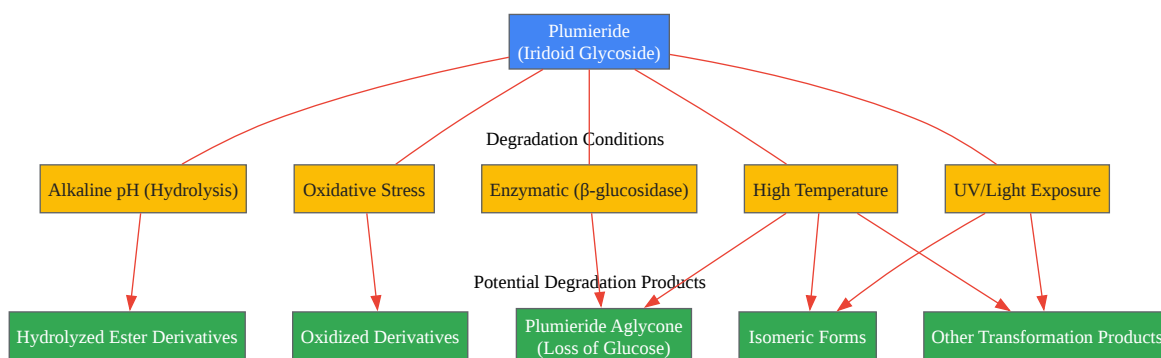 Plumieride
(Iridoid Glycoside)
Degradation Conditions
Alkaline pH (Hydrolysis)
Oxidative Stress
Enzymatic (β-glucosidase)
High Temperature
UV/Light Exposure
Potential Degradation Products
Hydrolyzed Ester Derivatives
Oxidized Derivatives
Plumieride Aglycone
(Loss of Glucose)
Isomeric Forms
Other Transformation Products